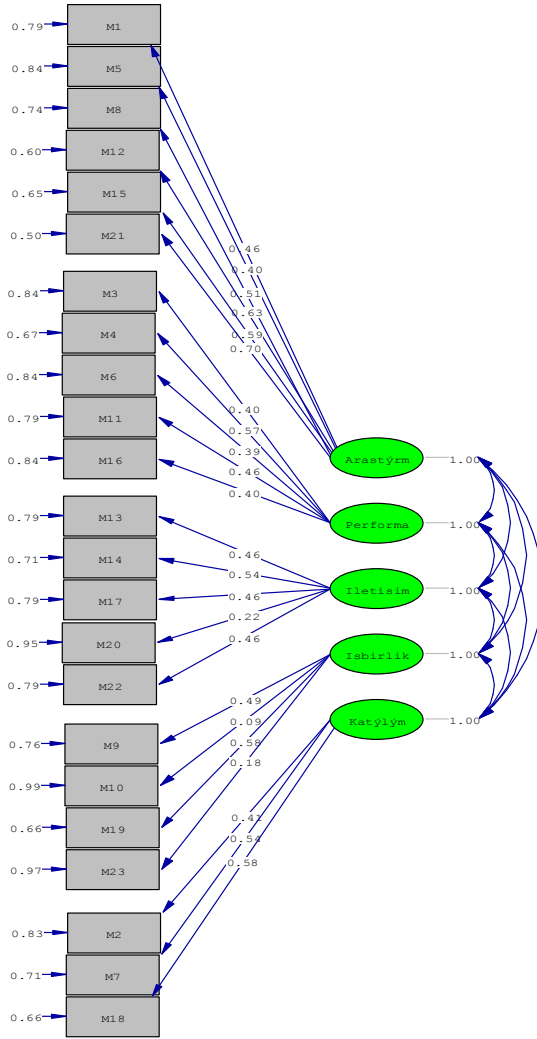 0.79 M1
0.84 M5
0.74 M8
0.60 M12
0.65 M15
0.50 M21
0.46
0.40
0.51
0.63
0.59
0.70
0.84 M3
0.67 M4
0.84 M6
0.79 M11
0.84 M16
0.40
0.57
0.39
0.46
0.40
Arastýrm 1.00
Performa 1.00
0.79 M13
0.71 M14
0.79 M17
0.95 M20
0.79 M22
0.46
0.54
0.46
0.22
0.46
Iletisim 1.00
Isbirlik 1.00
Katýlým 1.00
0.76 M9
0.99 M10
0.66 M19
0.97 M23
0.49
0.09
0.58
0.18
0.41
0.54
0.58
0.83 M2
0.71 M7
0.66 M18